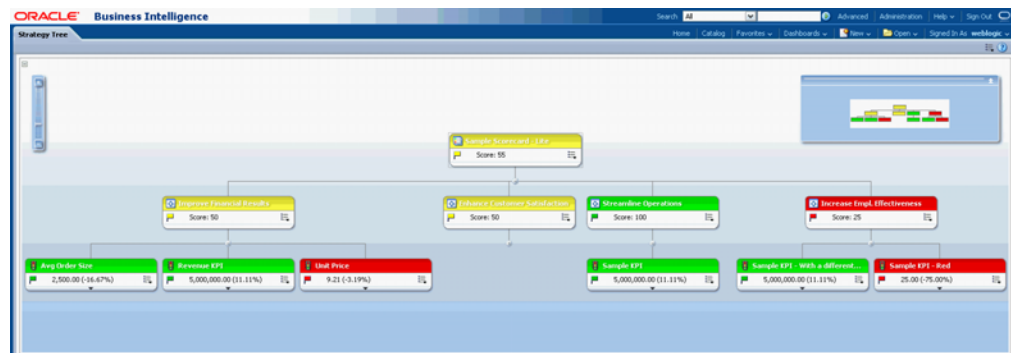 ORACLE Business Intelligence
Search All Advanced Administration Help Sign Out
Strategy Tree
Home Catalog Favorites Dashboards New Open Signed In As weblogic
Sample Scorecard - Lite
Score: 55
Improve Financial Results
Score: 50
Enhance Customer Satisfaction
Score: 50
Streamline Operations
Score: 100
Increase Empl. Effectiveness
Score: 25
Avg Order Size
2,500.00 (-16.67%)
Revenue KPI
5,000,000.00 (11.11%)
Unit Price
9.21 (-3.19%)
Sample KPI
5,000,000.00 (11.11%)
Sample KPI - With a different...
5,000,000.00 (11.11%)
Sample KPI - Red
25.00 (-75.00%)